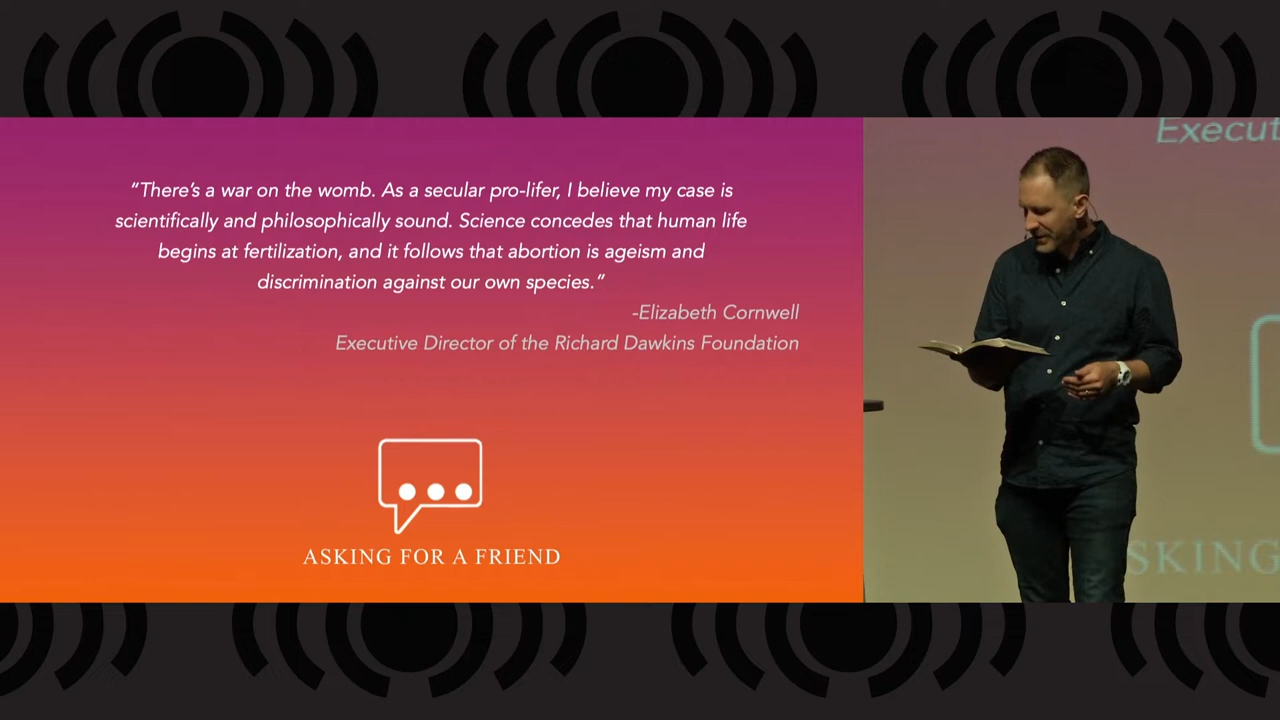 “There’s a war on the womb. As a secular pro-lifer, I believe my case is
scientifically and philosophically sound. Science concedes that human life
begins at fertilization, and it follows that abortion is ageism and
discrimination against our own species.“
-Elizabeth Cornwell
Executive Director of the Richard Dawkins Foundation
ASKING FOR A FRIEND
Execut
SKING